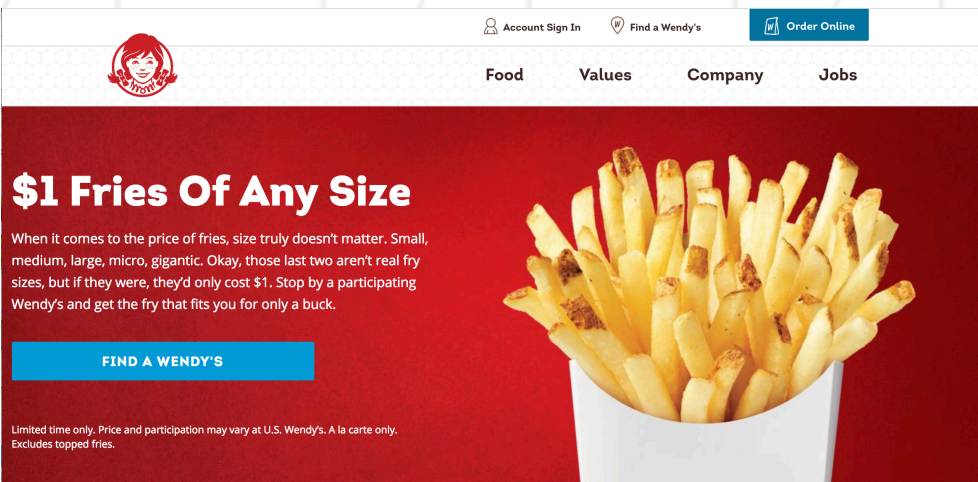 Account Sign In
Find a Wendy's
W
Order Online
Food
Values
Company
Jobs
$1 Fries Of Any Size
When it comes to the price of fries, size truly doesn't matter. Small,
medium, large, micro, gigantic. Okay, those last two aren't real fry
sizes, but if they were, they'd only cost $1. Stop by a participating
Wendy's and get the fry that fits you for only a buck.
FIND A WENDY'S
Limited time only. Price and participation may vary at U.S. Wendy's. A la carte only.
Excludes topped fries.